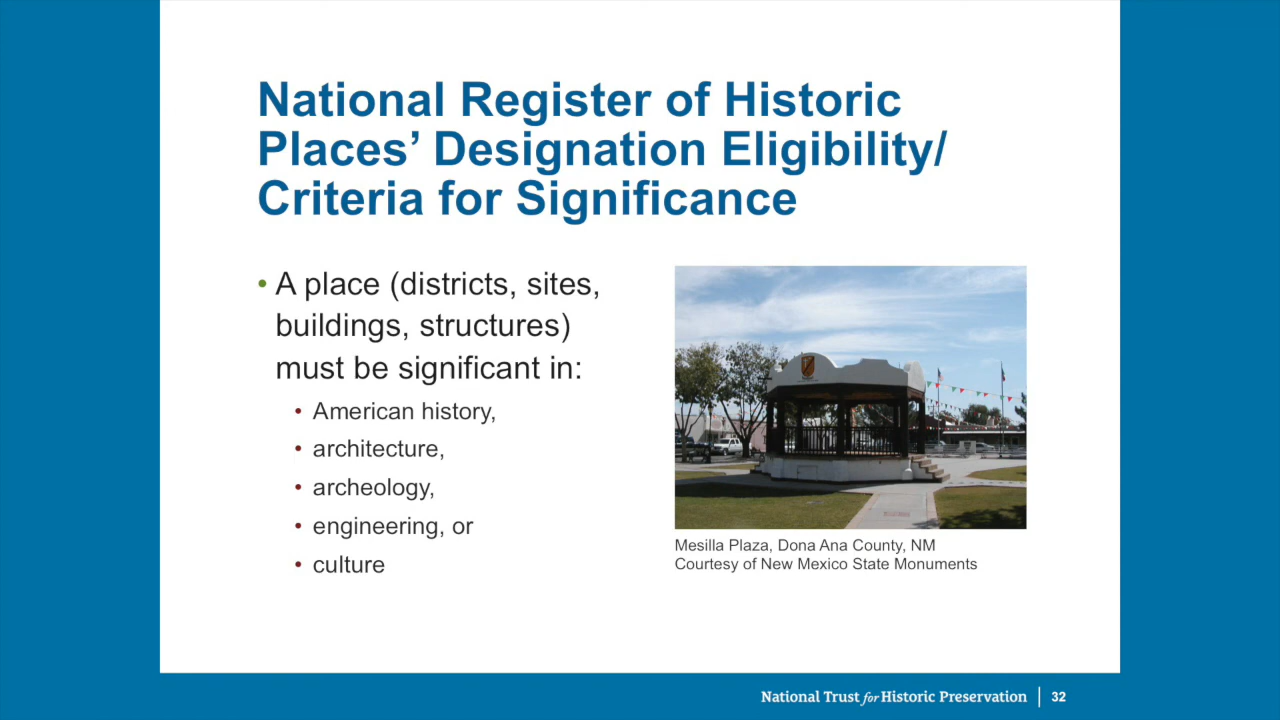 National Register of Historic
Places’ Designation Eligibility/
Criteria for Significance
• A place (districts, sites,
buildings, structures)
must be significant in:
• American history,
• architecture,
• archeology,
• engineering, or
• culture
Mesilla Plaza, Dona Ana County, NM
Courtesy of New Mexico State Monuments
National Trust for Historic Preservation | 32